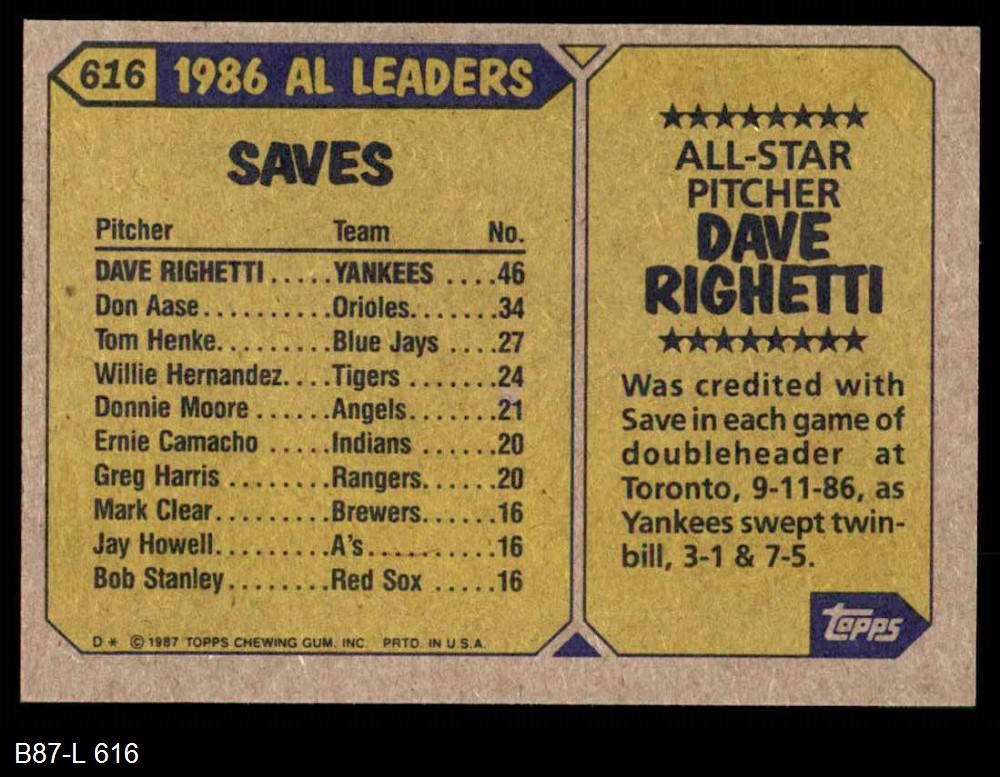 616 1986 AL LEADERS
SAVES
Pitcher Team No.
DAVE RIGHETTI.....YANKEES ....46
Don Aase..........Orioles.......34
Tom Henke.........Blue Jays ....27
Willie Hernandez....Tigers .......24
Donnie Moore ......Angels.......21
Ernie Camacho .....Indians ......20
Greg Harris ........Rangers......20
Mark Clear.........Brewers......16
Jay Howell.........A's...........16
Bob Stanley........Red Sox .....16
D* © 1987 TOPPS CHEWING GUM, INC. PRTD. IN U.S.A.
★★★★★★★★
ALL-STAR
PITCHER
DAVE
RIGHETTI
★★★★★★★★
Was credited with
Save in each game of
doubleheader at
Toronto, 9-11-86, as
Yankees swept twin-
bill, 3-1 & 7-5.
topps
B87-L 616